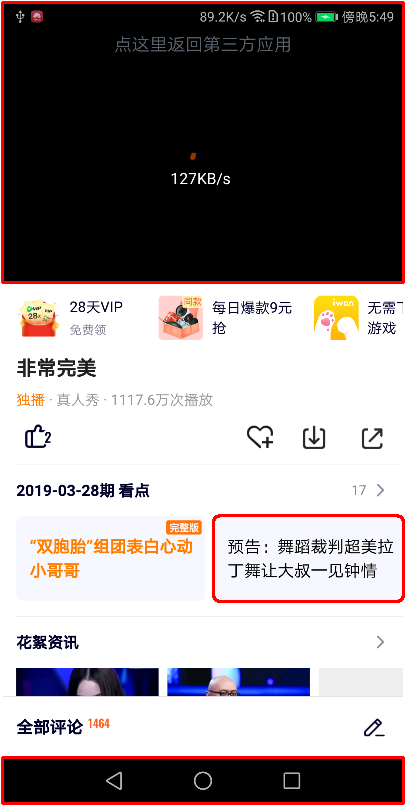 89.2K/s 100% 傍晚5:49
点这里返回第三方应用
127KB/s
28天VIP
免费领
同款
每日爆款9元
抢
iwan
无需下
游戏
非常完美
独播 · 真人秀 · 1117.6万次播放
2
2019-03-28期 看点
17
完整版
“双胞胎”组团表白心动
小哥哥
预告：舞蹈裁判超美拉
丁舞让大叔一见钟情
花絮资讯
全部评论 1464